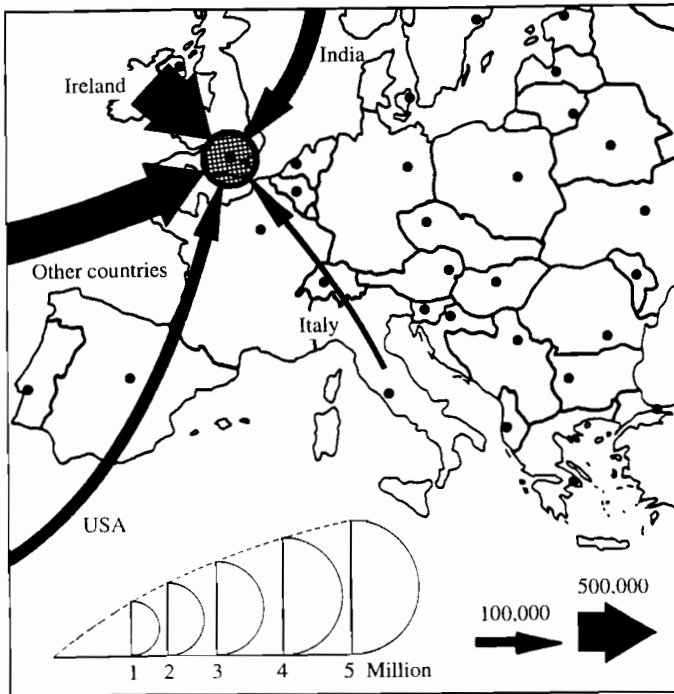 India
Ireland
Other countries
Italy
USA
500,000
100,000
1 2 3 4 5 Million